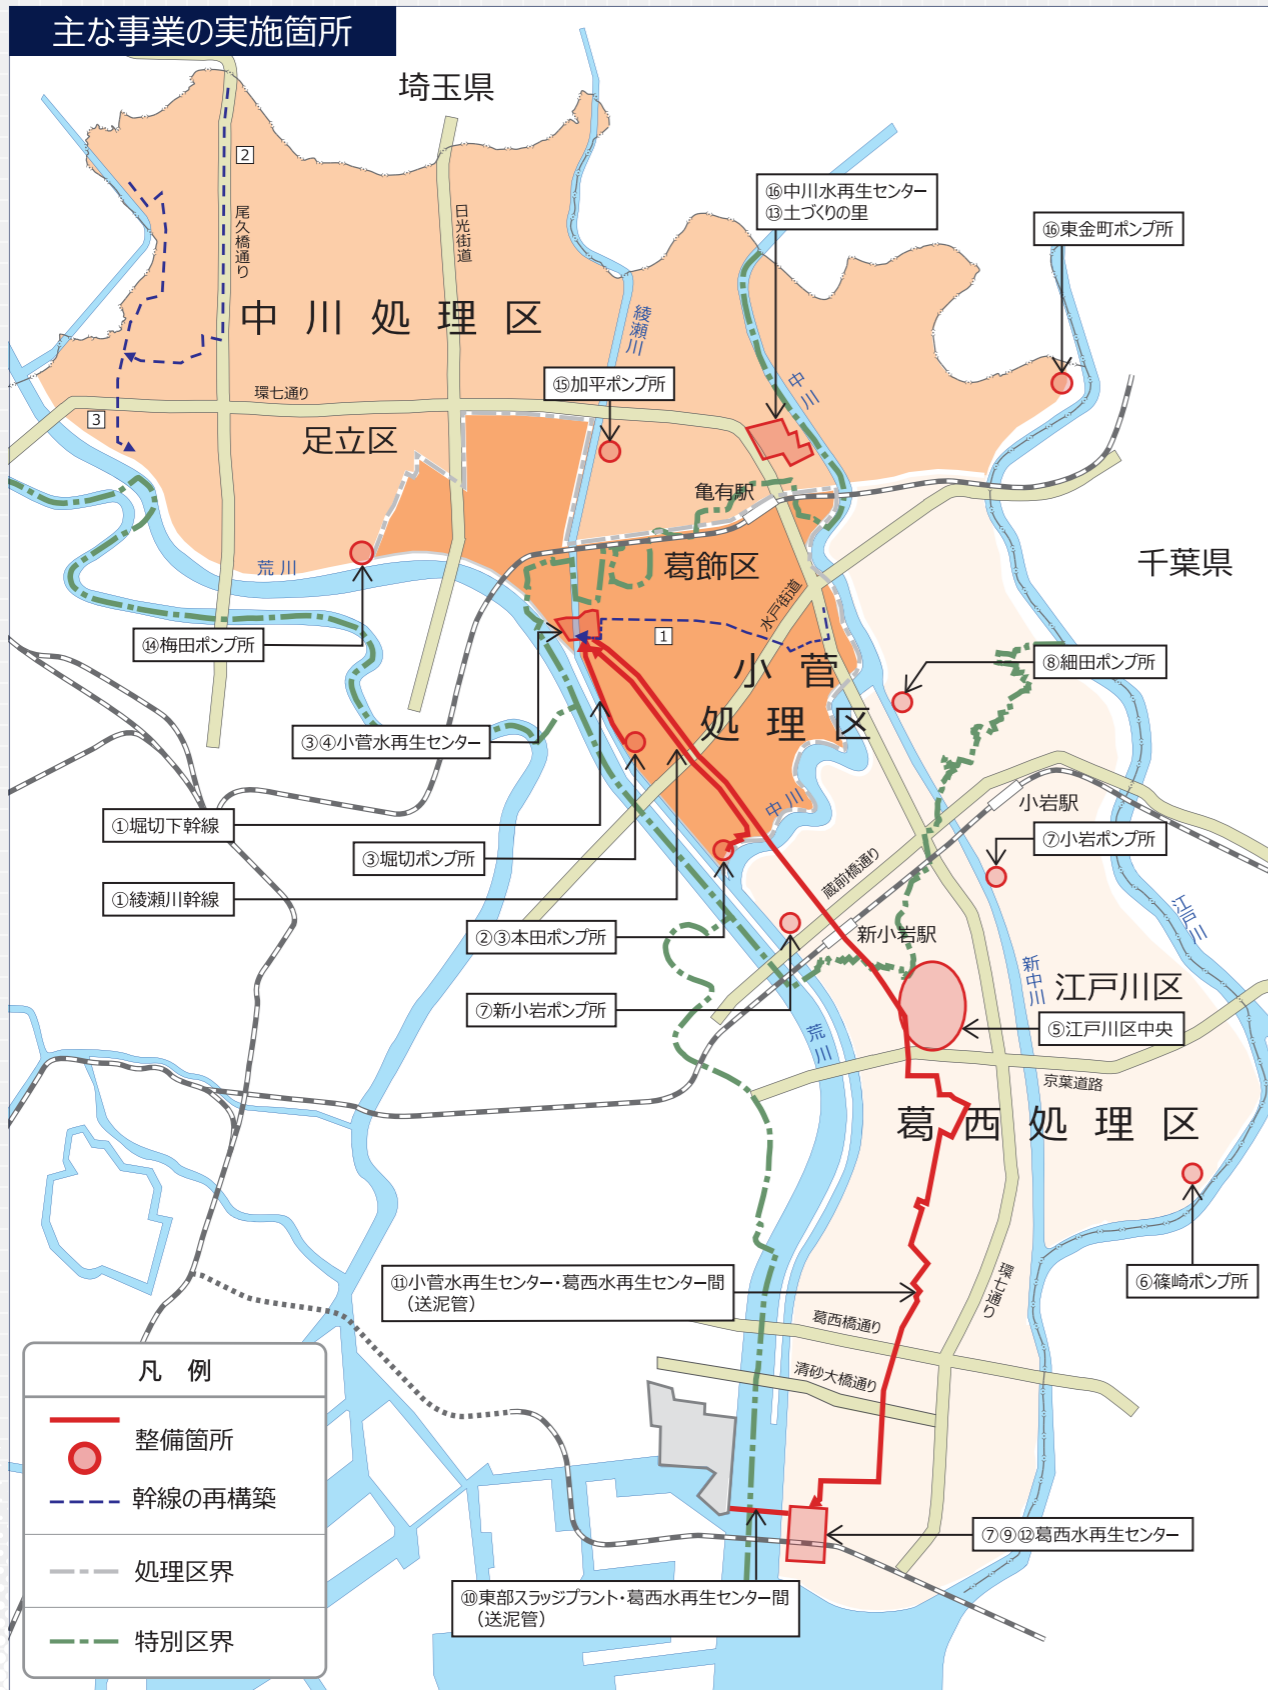 主な事業の実施箇所
埼玉県
2
尾久橋通り
日光街道
⑯中川水再生センター
⑬土づくりの里
⑯東金町ポンプ所
中川処理区
綾瀬川
中川
⑮加平ポンプ所
環七通り
3
足立区
亀有駅
葛飾区
千葉県
荒川
水戸街道
⑭梅田ポンプ所
1
小菅
処理区
⑧細田ポンプ所
③④小菅水再生センター
中川
小岩駅
①堀切下幹線
⑦小岩ポンプ所
③堀切ポンプ所
蔵前橋通り
①綾瀬川幹線
江戸川
②③本田ポンプ所
新小岩駅
新中川
江戸川区
⑦新小岩ポンプ所
⑤江戸川区中央
荒川
京葉道路
葛西処理区
⑪小菅水再生センター・葛西水再生センター間
（送泥管）
環七通り
⑥篠崎ポンプ所
葛西橋通り
清砂大橋通り
凡例
整備箇所
幹線の再構築
処理区界
特別区界
⑦⑨⑫葛西水再生センター
⑩東部スラッジプラント・葛西水再生センター間
（送泥管）